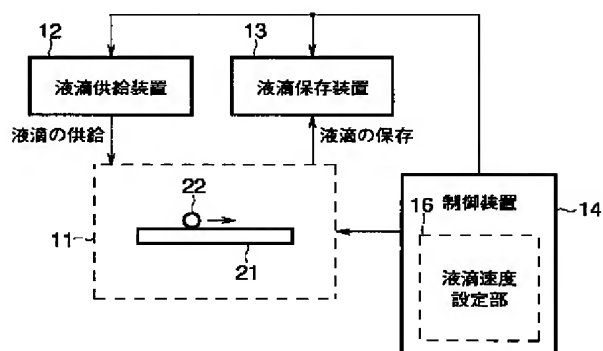 12
13
液滴供給装置
液滴保存装置
液滴の供給
液滴の保存
22
11
21
制御装置
14
16
液滴速度
設定部